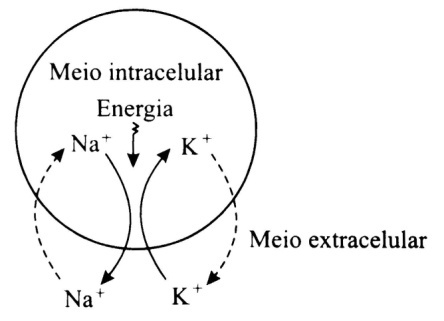 Meio intracelular
Energia
Na⁺ K⁺
Meio extracelular
Na⁺ K⁺